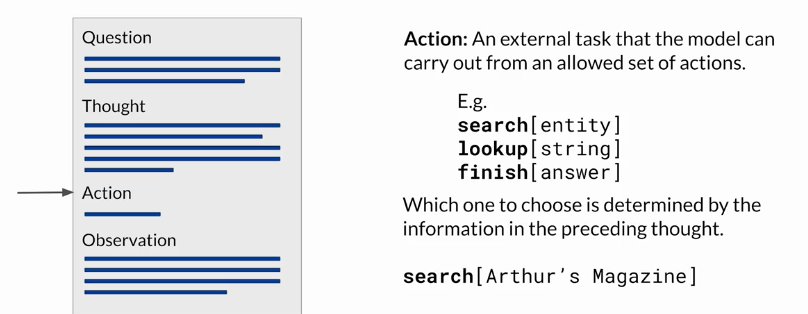 Question
Thought
Action
Observation
Action: An external task that the model can
carry out from an allowed set of actions.
E.g.
search[entity]
lookup[string]
finish[answer]
Which one to choose is determined by the
information in the preceding thought.
search[Arthur’s Magazine]